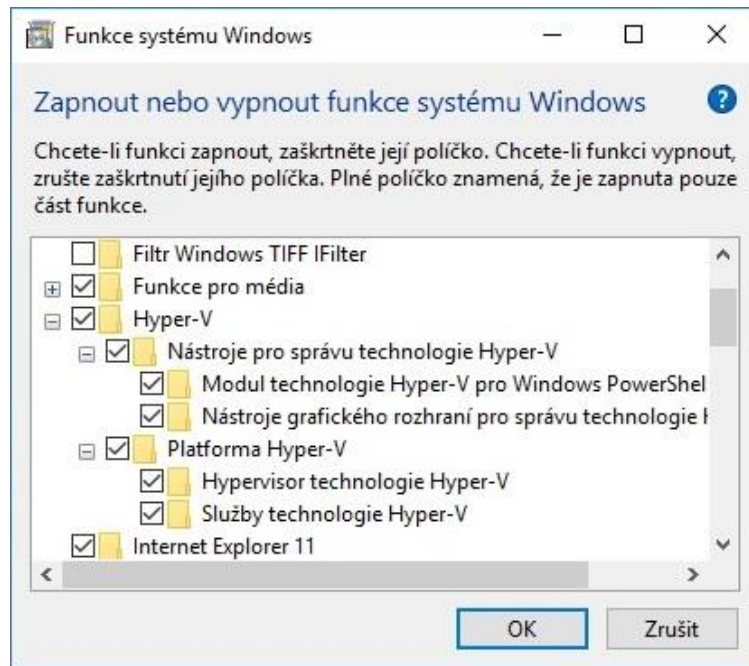 Funkce systému Windows
Zapnout nebo vypnout funkce systému Windows
Chcete-li funkci zapnout, zaškrtněte její políčko. Chcete-li funkci vypnout,
zrušte zaškrtnutí jejího políčka. Plné políčko znamená, že je zapnuta pouze
část funkce.
Filtr Windows TIFF IFilter
Funkce pro média
Hyper-V
Nástroje pro správu technologie Hyper-V
Modul technologie Hyper-V pro Windows PowerShel
Nástroje grafického rozhraní pro správu technologie
Platforma Hyper-V
Hypervisor technologie Hyper-V
Služby technologie Hyper-V
Internet Explorer 11
OK
Zrušit